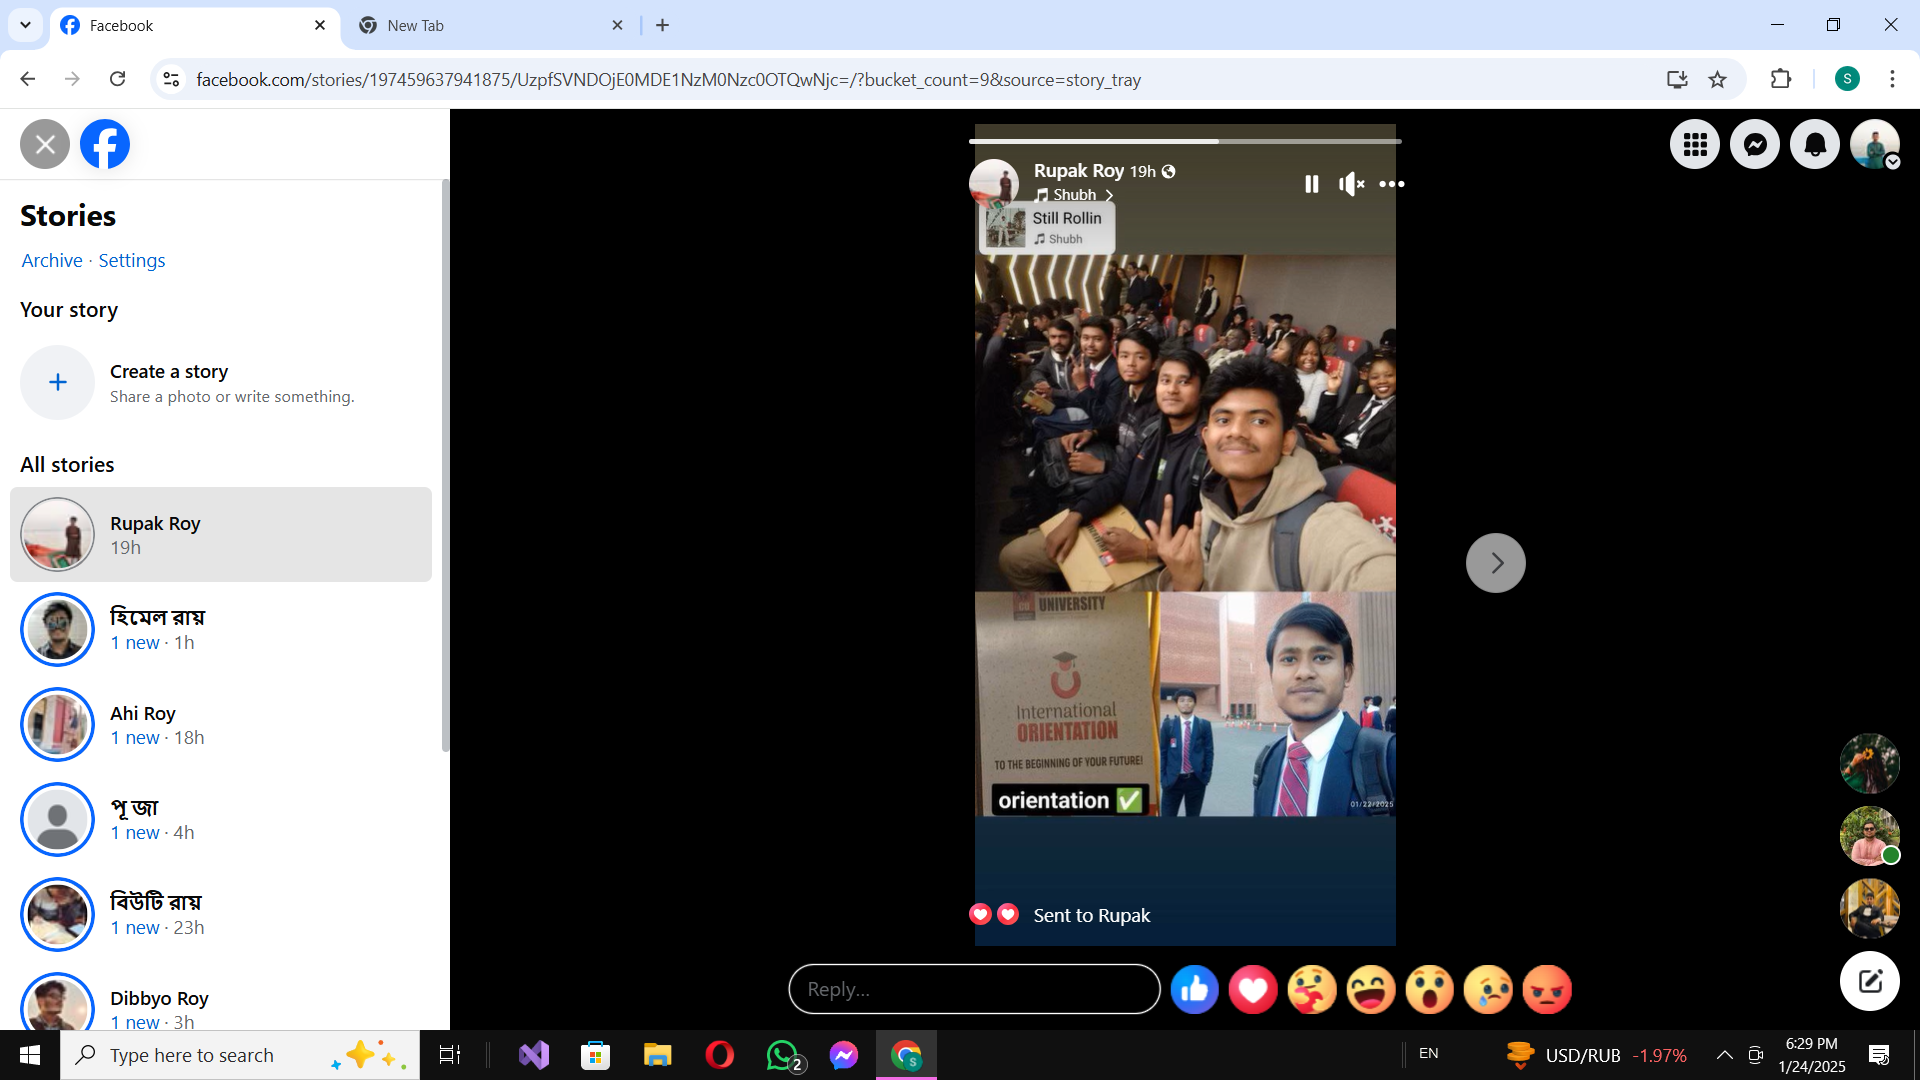 Facebook
New Tab
facebook.com/stories/197459637941875/UzpfSVNDOjE0MDE1NzM0Nzc0OTQwNjc=/?bucket_count=9&source=story_tray
S
Stories
Archive · Settings
Your story
Create a story
Share a photo or write something.
All stories
Rupak Roy
19h
হিমেল রায়
1 new · 1h
Ahi Roy
1 new · 18h
পূ জা
1 new · 4h
বিউটি রায়
1 new · 23h
Dibbyo Roy
1 new · 3h
Rupak Roy 19h
Shubh
Still Rollin
Shubh
UNIVERSITY
International
ORIENTATION
TO THE BEGINNING OF YOUR FUTURE!
orientation ✅
01/22/2025
Sent to Rupak
Reply...
Type here to search
2
S
EN
USD/RUB -1.97%
6:29 PM
1/24/2025